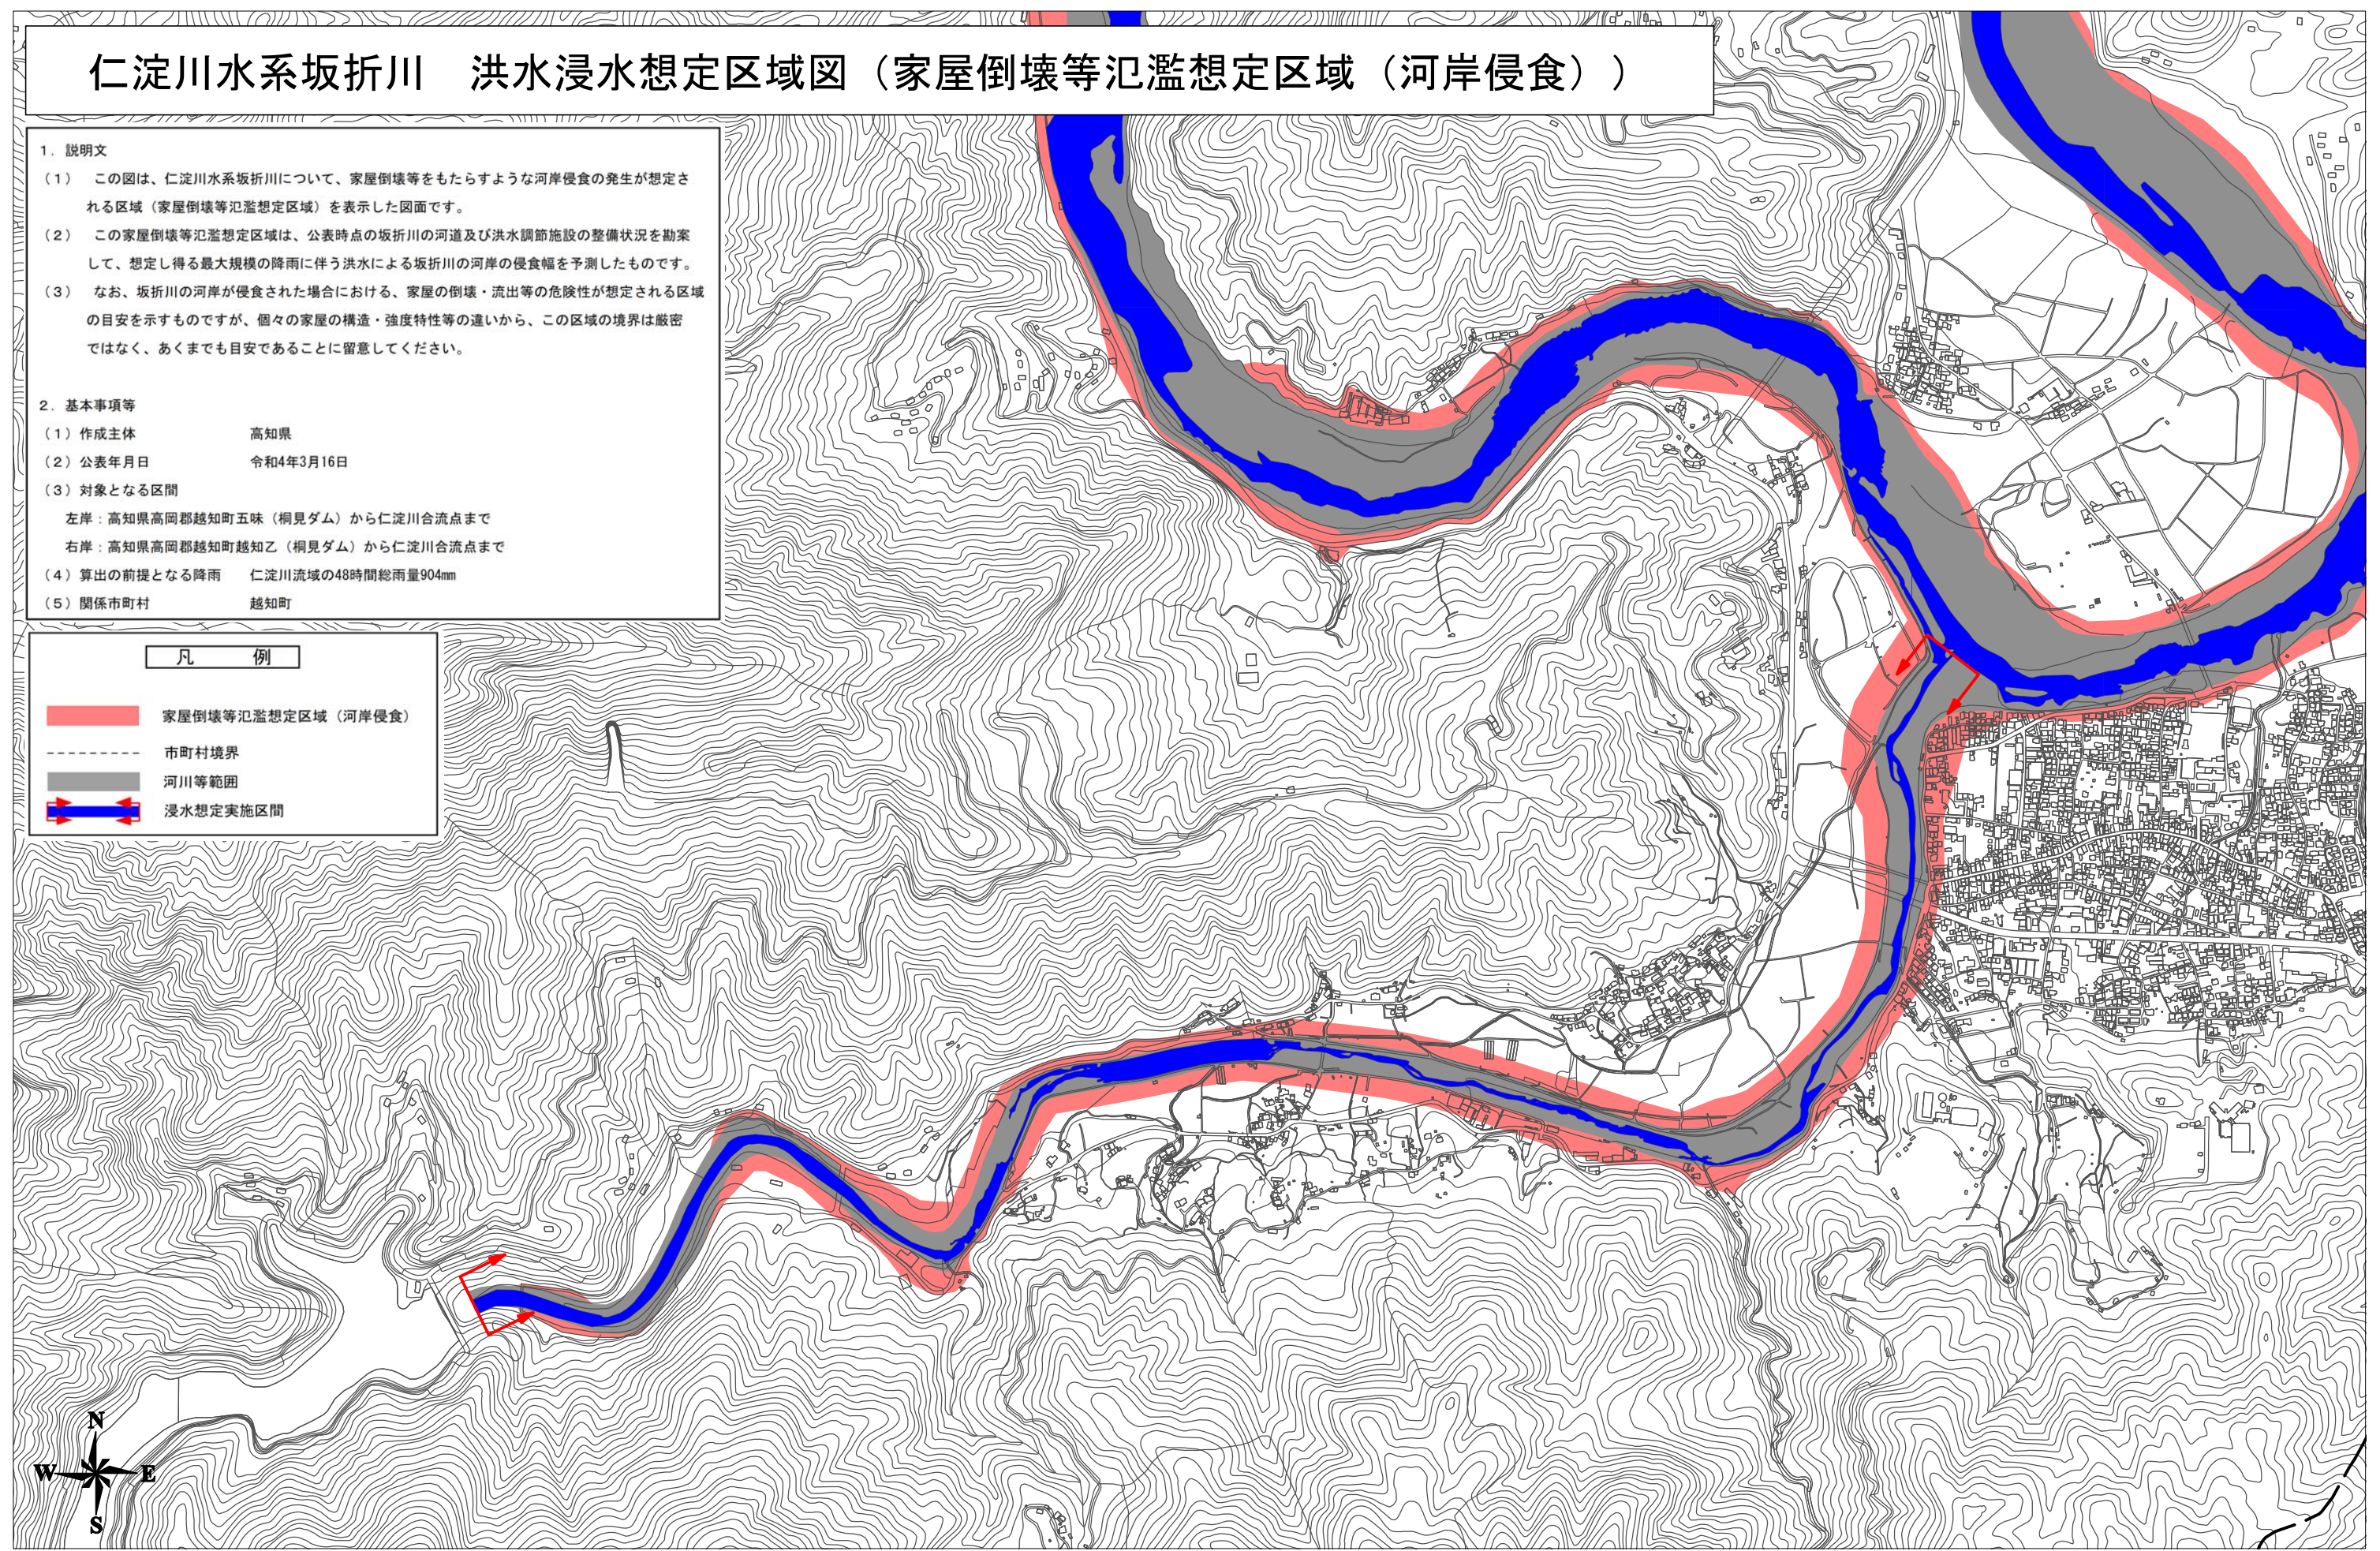 仁淀川水系坂折川　洪水浸水想定区域図（家屋倒壊等氾濫想定区域（河岸侵食））
１．説明文
（１）　この図は、仁淀川水系坂折川について、家屋倒壊等をもたらすような河岸侵食の発生が想定さ
れる区域（家屋倒壊等氾濫想定区域）を表示した図面です。
（２）　この家屋倒壊等氾濫想定区域は、公表時点の坂折川の河道及び洪水調節施設の整備状況を勘案
して、想定し得る最大規模の降雨に伴う洪水による坂折川の河岸の侵食幅を予測したものです。
（３）　なお、坂折川の河岸が侵食された場合における、家屋の倒壊・流出等の危険性が想定される区域
の目安を示すものですが、個々の家屋の構造・強度特性等の違いから、この区域の境界は厳密
ではなく、あくまでも目安であることに留意してください。
２．基本事項等
（１）作成主体　高知県
（２）公表年月日　令和4年3月16日
（３）対象となる区間
左岸：高知県高岡郡越知町五味（桐見ダム）から仁淀川合流点まで
右岸：高知県高岡郡越知町越知乙（桐見ダム）から仁淀川合流点まで
（４）算出の前提となる降雨　仁淀川流域の48時間総雨量904mm
（５）関係市町村　越知町
凡　例
家屋倒壊等氾濫想定区域（河岸侵食）
市町村境界
河川等範囲
浸水想定実施区間
N
W E
S